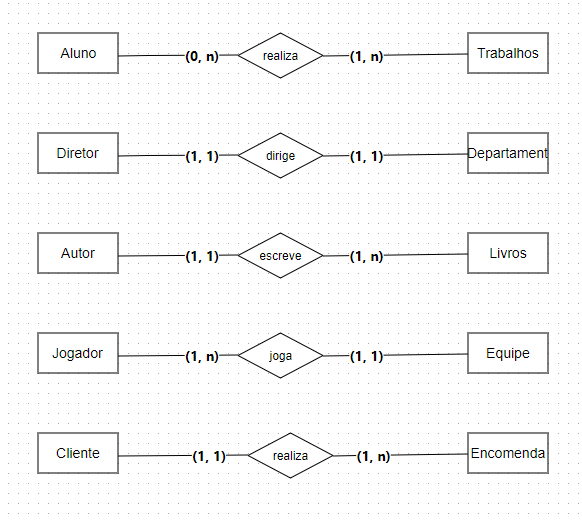 Aluno (0, n) realiza (1, n) Trabalhos
Diretor (1, 1) dirige (1, 1) Departament
Autor (1, 1) escreve (1, n) Livros
Jogador (1, n) joga (1, 1) Equipe
Cliente (1, 1) realiza (1, n) Encomenda